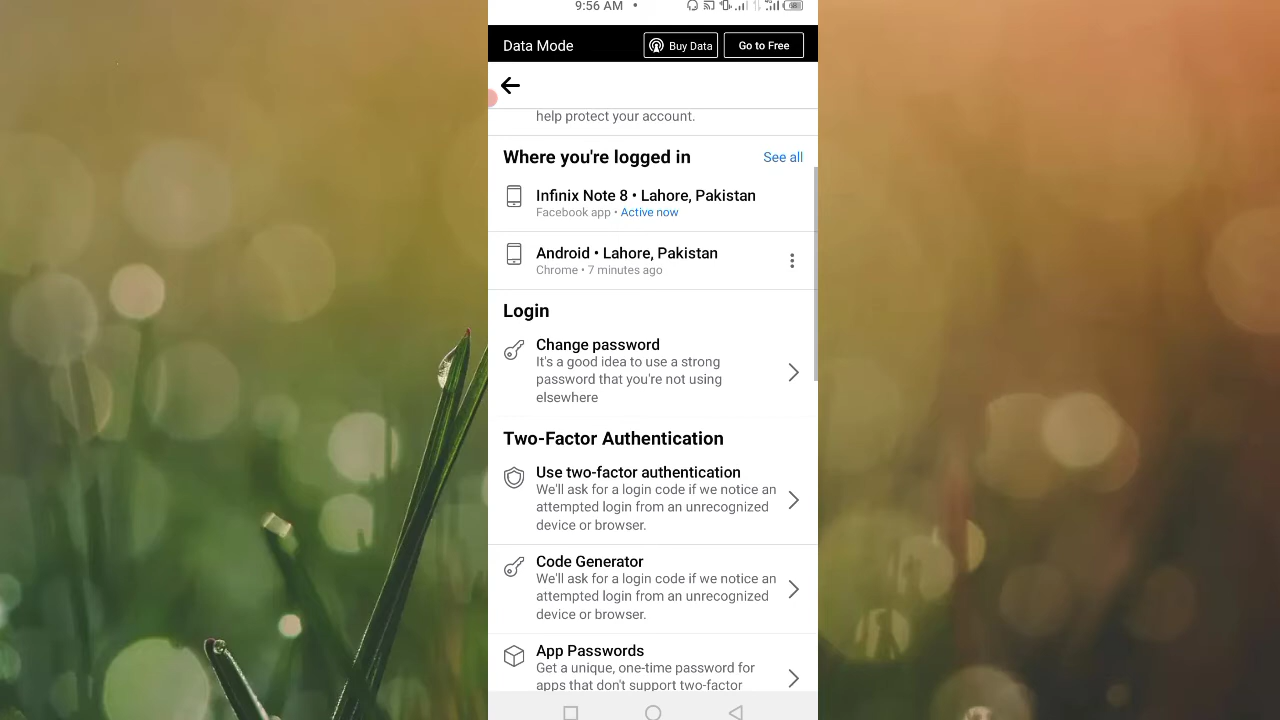 9:56 AM •
Data Mode
Buy Data
Go to Free
help protect your account.
Where you're logged in
See all
Infinix Note 8 • Lahore, Pakistan
Facebook app • Active now
Android • Lahore, Pakistan
Chrome • 7 minutes ago
Login
Change password
It's a good idea to use a strong
password that you're not using
elsewhere
Two-Factor Authentication
Use two-factor authentication
We'll ask for a login code if we notice an
attempted login from an unrecognized
device or browser.
Code Generator
We'll ask for a login code if we notice an
attempted login from an unrecognized
device or browser.
App Passwords
Get a unique, one-time password for
apps that don't support two-factor